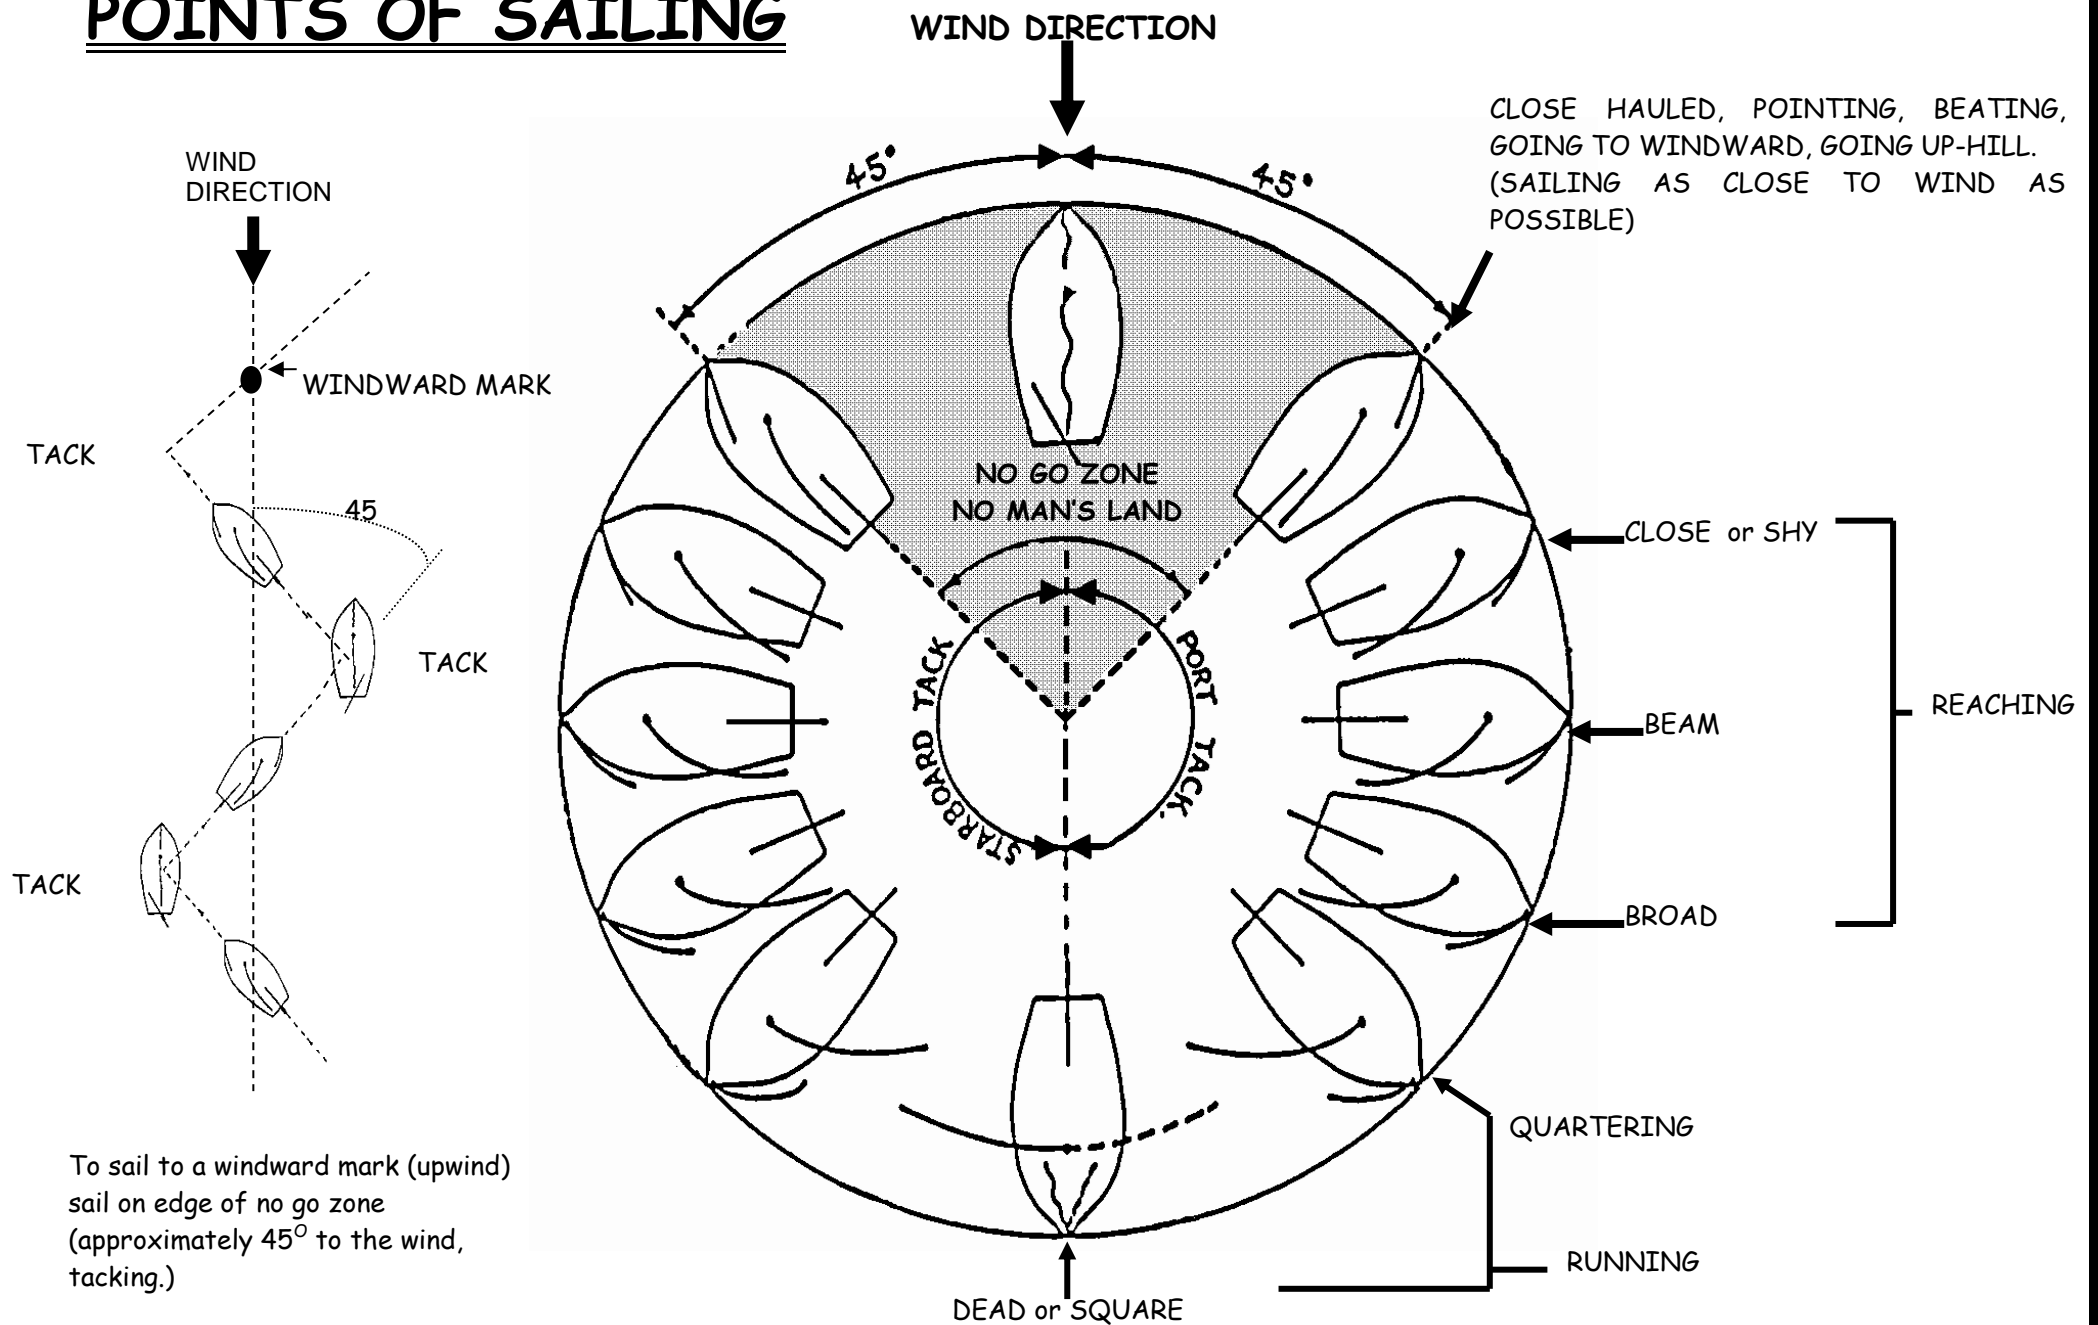 POINTS OF SAILING
WIND DIRECTION
CLOSE HAULED, POINTING, BEATING,
GOING TO WINDWARD, GOING UP-HILL.
(SAILING AS CLOSE TO WIND AS
POSSIBLE)
WIND
DIRECTION
45°
45°
WINDWARD MARK
TACK
45
TACK
TACK
NO GO ZONE
NO MAN'S LAND
STARBOARD TACK
PORT TACK.
CLOSE or SHY
BEAM
REACHING
BROAD
QUARTERING
RUNNING
DEAD or SQUARE
To sail to a windward mark (upwind)
sail on edge of no go zone
(approximately 45O to the wind,
tacking.)